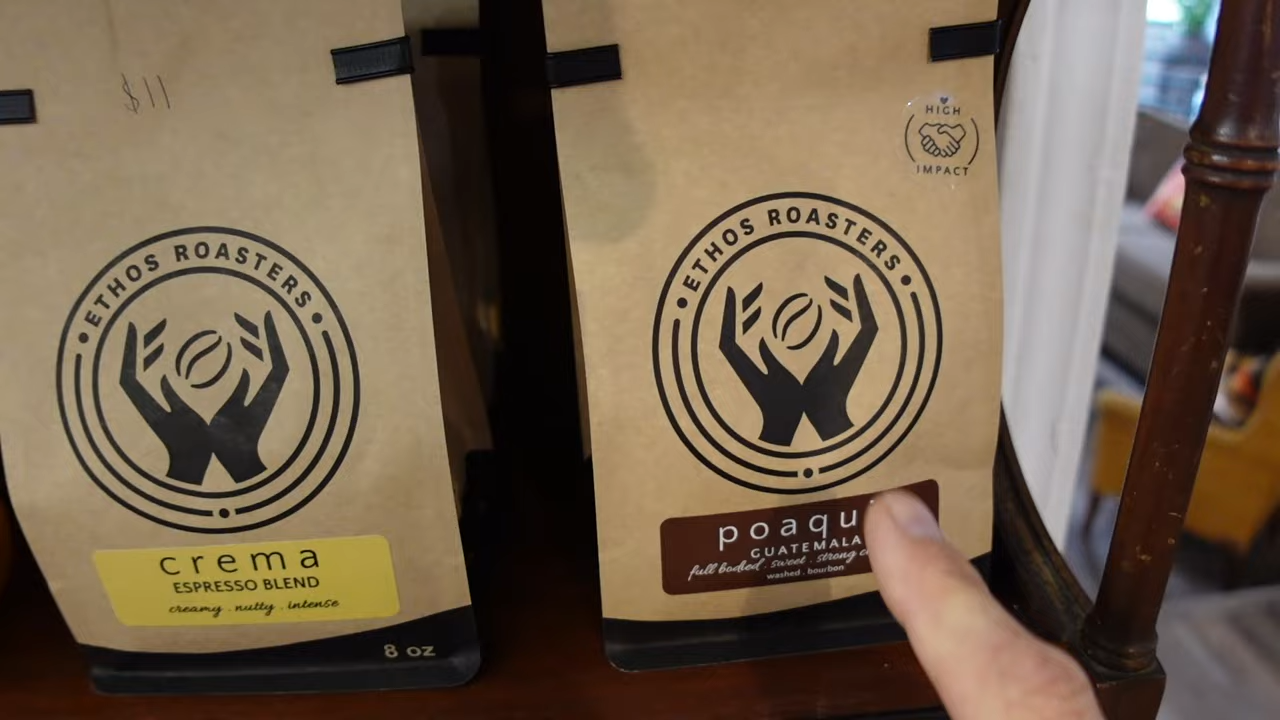 $11
ETHOS ROASTERS
crema
ESPRESSO BLEND
creamy . nutty . intense
8 oz
HIGH
IMPACT
ETHOS ROASTERS
GUATEMALA
full bodied . sweet . strong
washed . bourbon